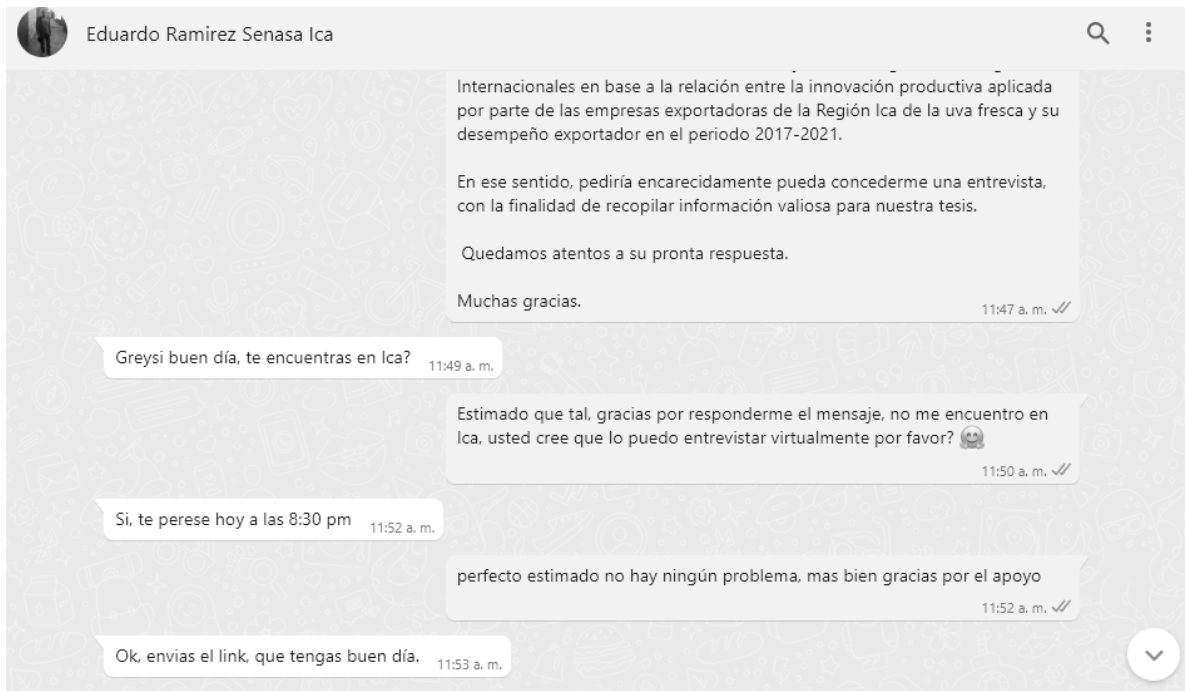 Eduardo Ramirez Senasa Ica
Internacionales en base a la relación entre la innovación productiva aplicada
por parte de las empresas exportadoras de la Región Ica de la uva fresca y su
desempeño exportador en el periodo 2017-2021.
En ese sentido, pediría encarecidamente pueda concederme una entrevista,
con la finalidad de recopilar información valiosa para nuestra tesis.
Quedamos atentos a su pronta respuesta.
Muchas gracias.
11:47 a. m.
Greysi buen día, te encuentras en Ica?
11:49 a. m.
Estimado que tal, gracias por responderme el mensaje, no me encuentro en
Ica, usted cree que lo puedo entrevistar virtualmente por favor? 🤗
11:50 a. m.
Si, te perese hoy a las 8:30 pm
11:52 a. m.
perfecto estimado no hay ningún problema, mas bien gracias por el apoyo
11:52 a. m.
Ok, envias el link, que tengas buen día.
11:53 a. m.